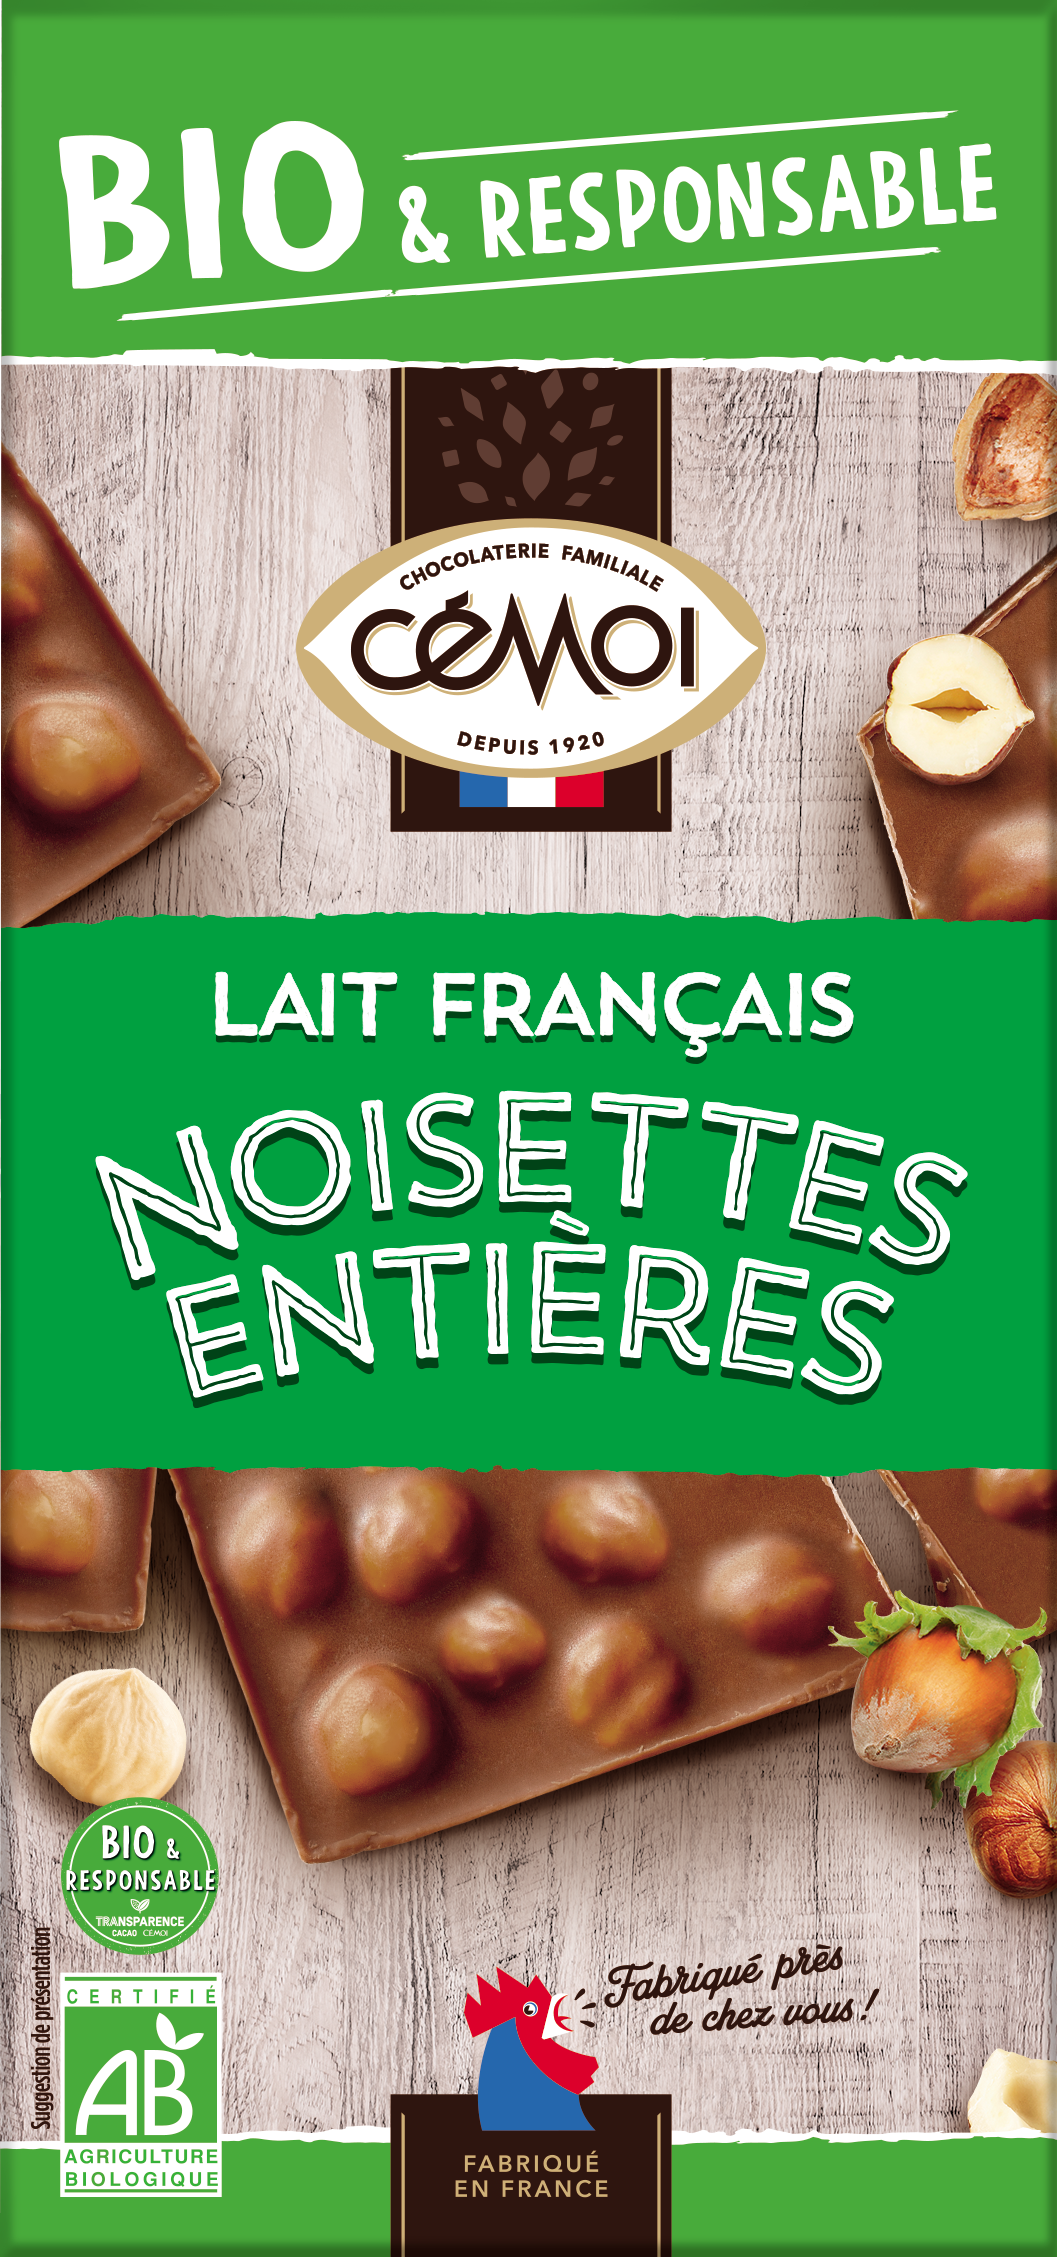 BIO & RESPONSABLE
CHOCOLATERIE FAMILIALE
CÉMOI
DEPUIS 1920
LAIT FRANÇAIS
NOISETTES
ENTIÈRES
BIO &
RESPONSABLE
TRANSPARENCE
CACAO CÉMOI
Suggestion de présentation
CERTIFIÉ
AB
AGRICULTURE
BIOLOGIQUE
Fabriqué près
de chez vous !
FABRIQUÉ
EN FRANCE